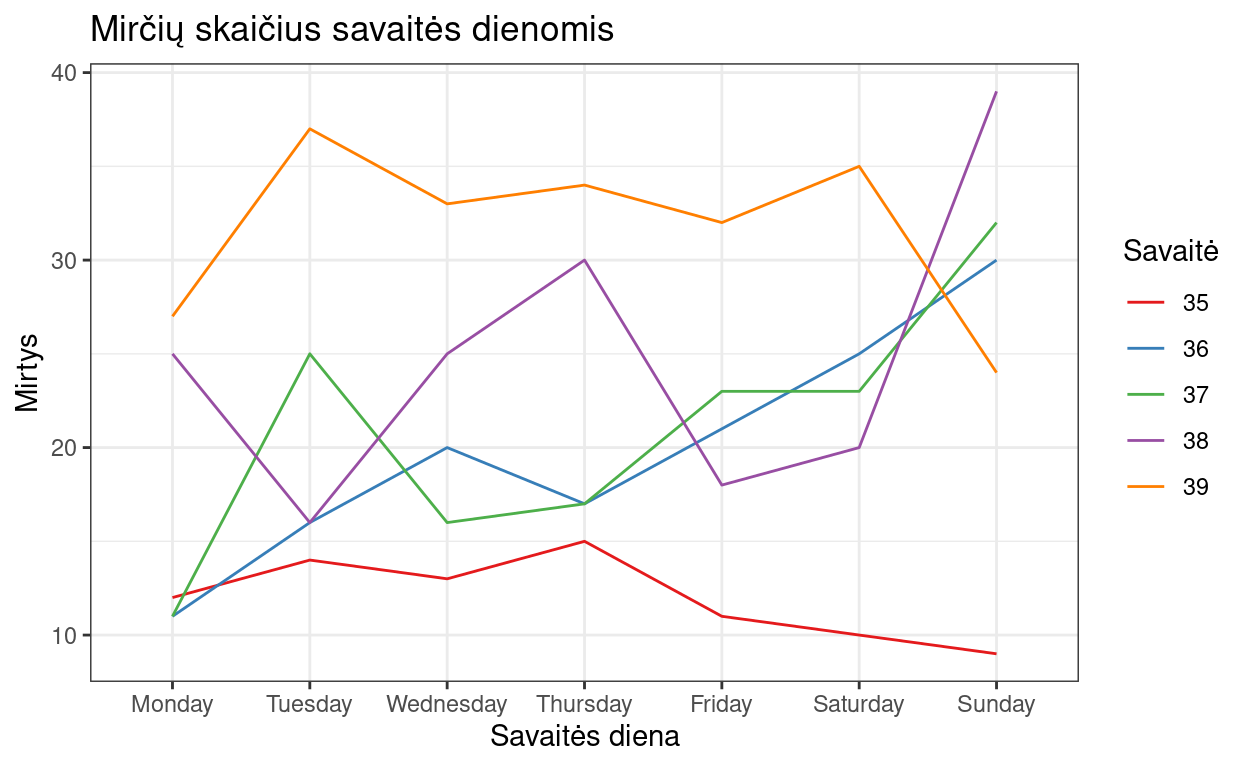 Mirčių skaičius savaitės dienomis
Mirtys
40
30
20
10
Monday Tuesday Wednesday Thursday Friday Saturday Sunday
Savaitės diena
Savaitė
35
36
37
38
39